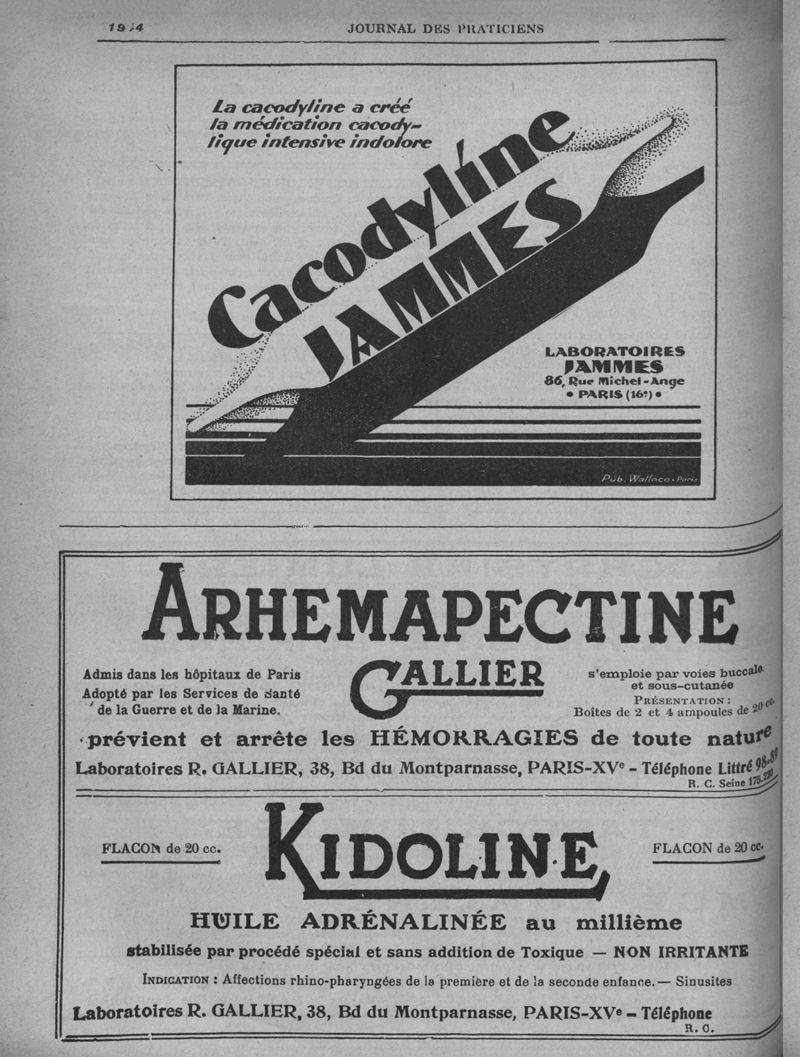 JOURNAL DES PRATICIENS
La cacodyline a créé
la médication cacody-
lique intensive indolore
Cacodyline
JAMMES
LABORATOIRES
JAMMES
86, Rue Michel-Ange
• PARIS (16e) •
Pub. Wallace - Paris
ARHEMAPECTINE
GALLIER
Admis dans les hôpitaux de Paris
Adopté par les Services de Santé
de la Guerre et de la Marine.
s'emploie par voies buccale
et sous-cutanée
PRÉSENTATION :
Boîtes de 2 et 4 ampoules de 20 cc.
prévient et arrête les HÉMORRAGIES de toute nature
Laboratoires R. GALLIER, 38, Bd du Montparnasse, PARIS-XVe - Téléphone Littré 98-89
R. C. Seine 175.220
FLACON de 20 cc.
KIDOLINE
FLACON de 20 cc.
HUILE ADRÉNALINÉE au millième
stabilisée par procédé spécial et sans addition de Toxique — NON IRRITANTE
INDICATION : Affections rhino-pharyngées de la première et de la seconde enfance. — Sinusites
Laboratoires R. GALLIER, 38, Bd du Montparnasse, PARIS-XVe - Téléphone
R. C.